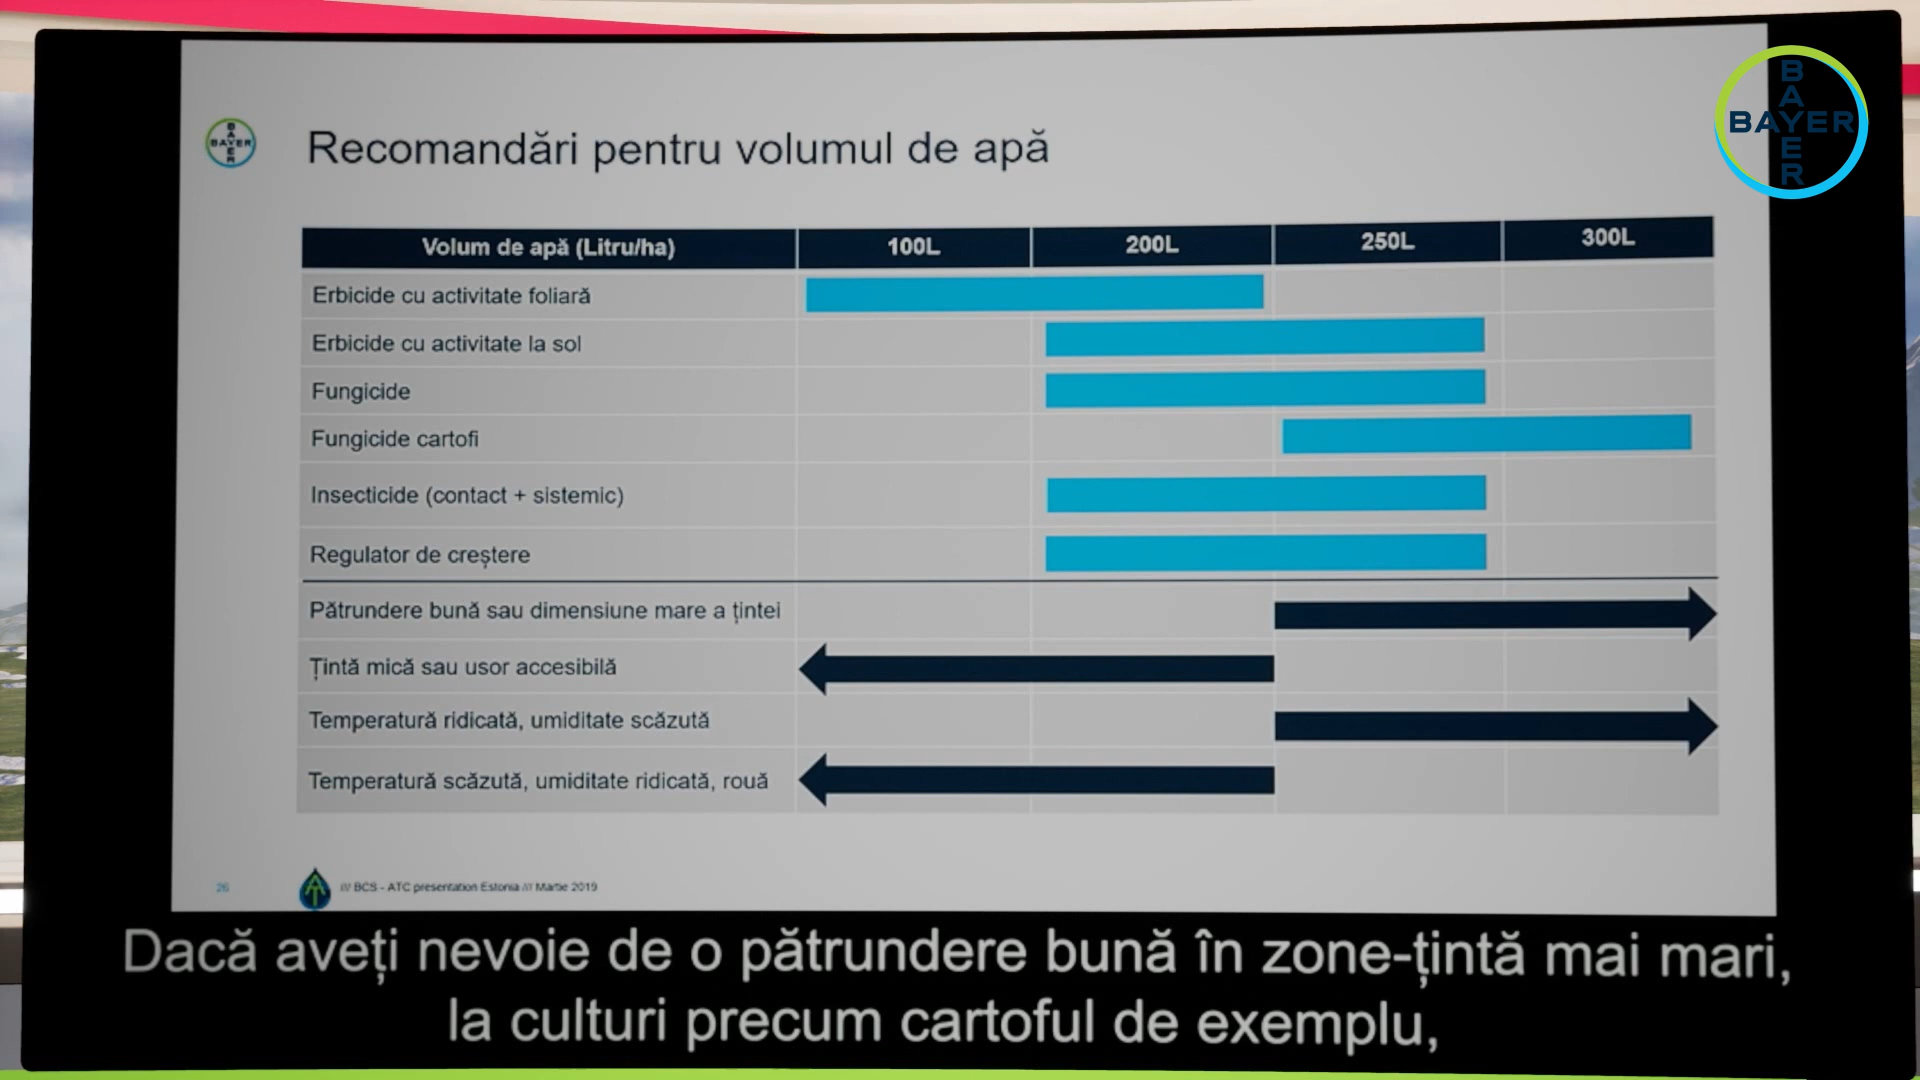 BAYER
BAYER
Recomandări pentru volumul de apă
BAYER
BAYER
Volum de apă (Litru/ha) 100L 200L 250L 300L
Erbicide cu activitate foliară
Erbicide cu activitate la sol
Fungicide
Fungicide cartofi
Insecticide (contact + sistemic)
Regulator de creștere
Pătrundere bună sau dimensiune mare a țintei
Țintă mică sau usor accesibilă
Temperatură ridicată, umiditate scăzută
Temperatură scăzută, umiditate ridicată, rouă
26 /// BCS - ATC presentation Estonia /// Martie 2019
Dacă aveți nevoie de o pătrundere bună în zone-țintă mai mari,
la culturi precum cartoful de exemplu,